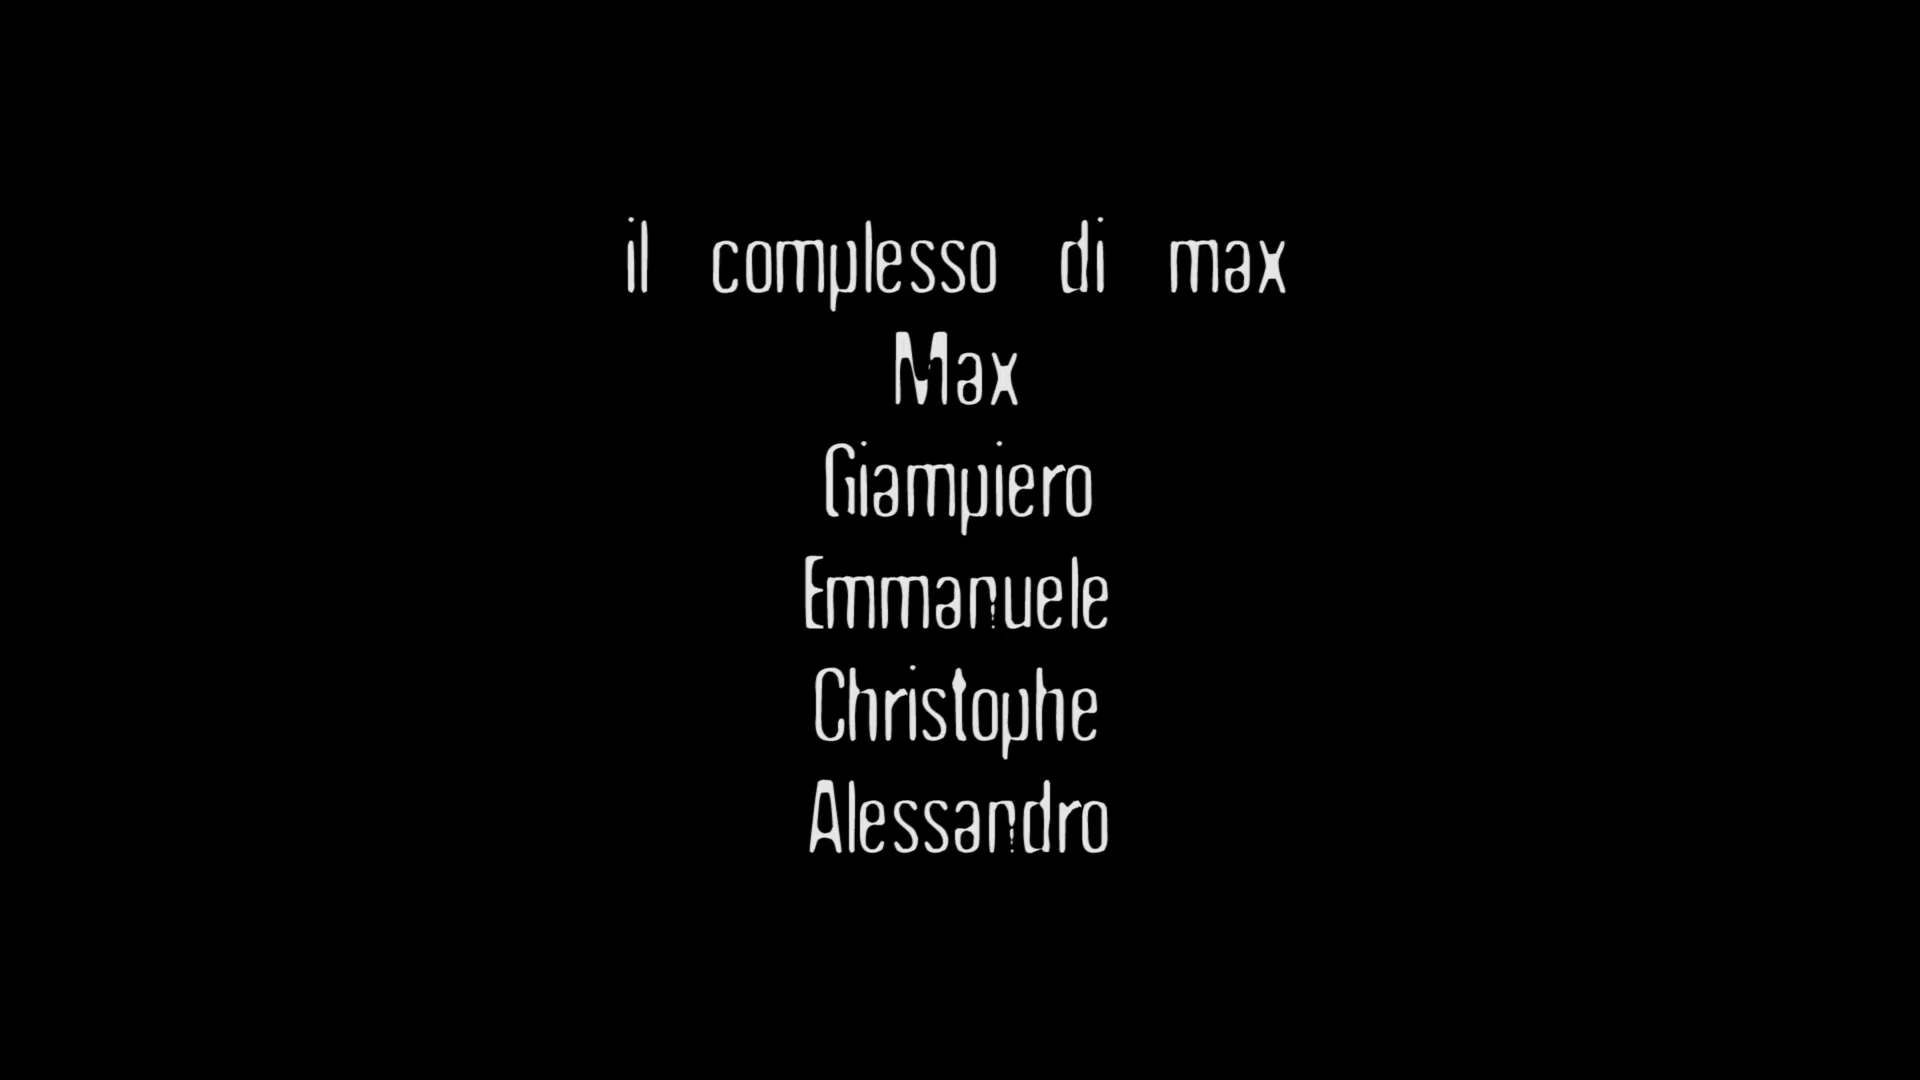 il complesso di max
Max
Giampiero
Emmanuele
Christophe
Alessandro